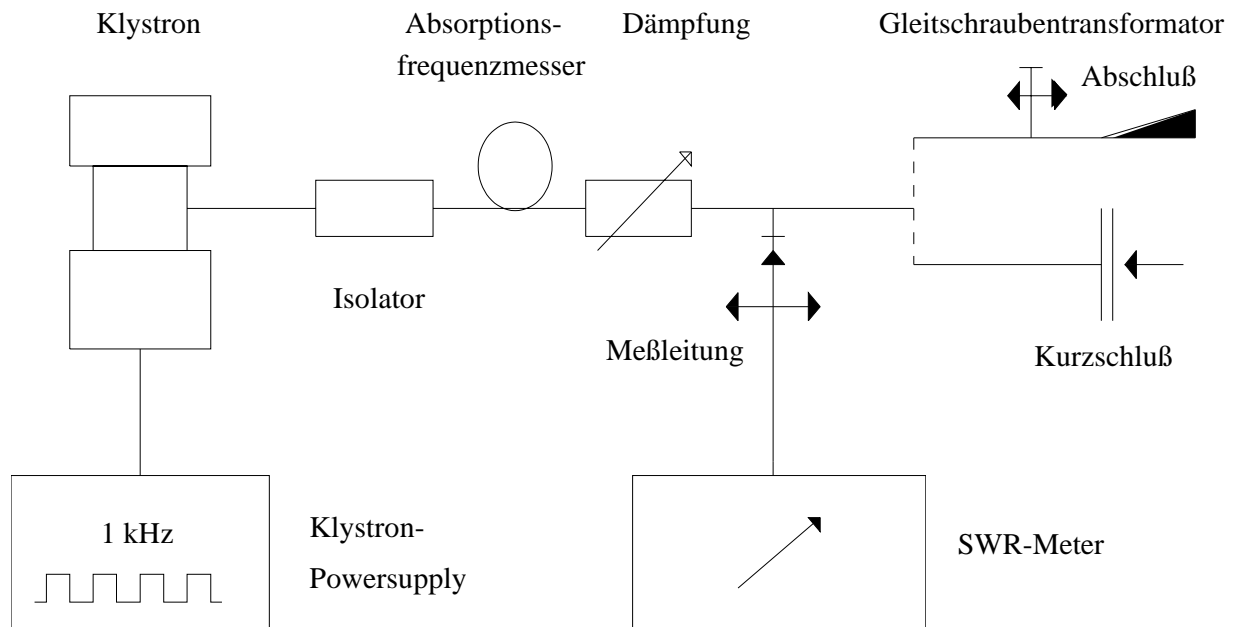 Klystron
Absorptions-
frequenzmesser
Dämpfung
Gleitschraubentransformator
Abschluß
Isolator
Meßleitung
Kurzschluß
1 kHz
Klystron-
Powersupply
SWR-Meter